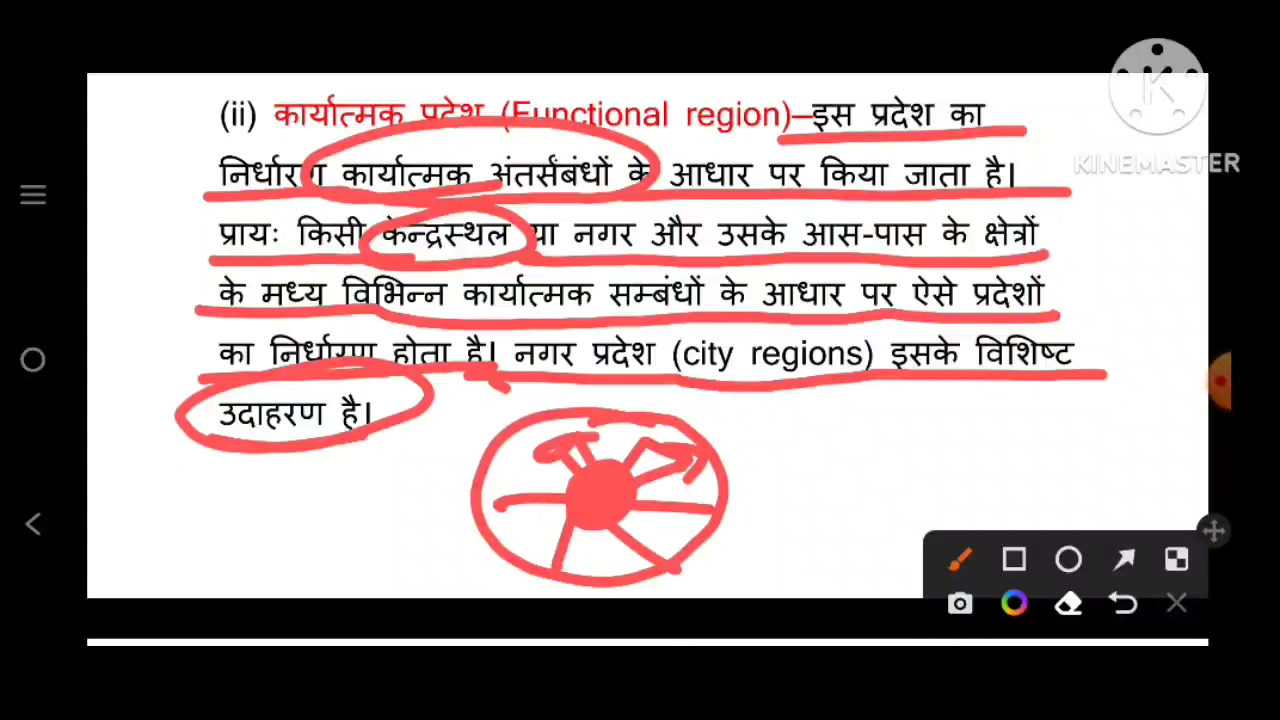 (ii) कार्यात्मक प्रदेश (Functional region)–इस प्रदेश का
निर्धारण कार्यात्मक अंतर्संबंधों के आधार पर किया जाता है।
प्रायः किसी केन्द्रस्थल या नगर और उसके आस-पास के क्षेत्रों
के मध्य विभिन्न कार्यात्मक सम्बंधों के आधार पर ऐसे प्रदेशों
का निर्धारण होता है। नगर प्रदेश (city regions) इसके विशिष्ट
उदाहरण है।
K
KINEMASTER